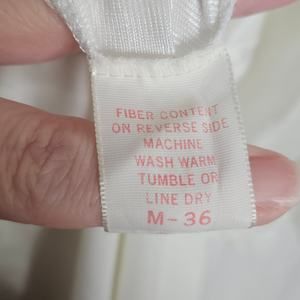 FIBER CONTENT
ON REVERSE SIDE
MACHINE
WASH WARM
TUMBLE OR
LINE DRY
M-36